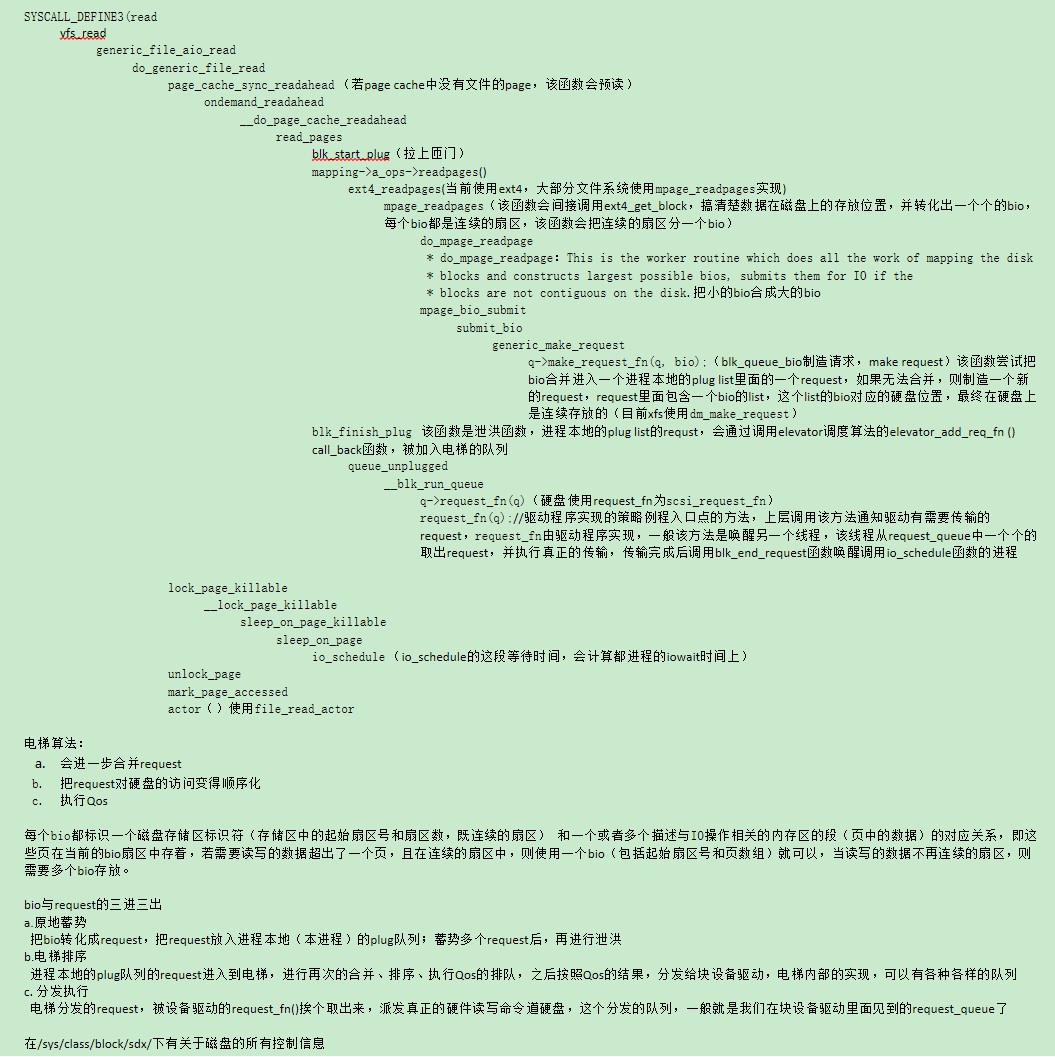 SYSCALL_DEFINE3(read
vfs_read
generic_file_aio_read
do_generic_file_read
page_cache_sync_readahead（若page cache中没有文件的page，该函数会预读）
ondemand_readahead
__do_page_cache_readahead
read_pages
blk_start_plug（拉上匝门）
mapping->a_ops->readpages()
ext4_readpages(当前使用ext4，大部分文件系统使用mpage_readpages实现)
mpage_readpages（该函数会间接调用ext4_get_block，搞清楚数据在磁盘上的存放位置，并转化出一个个的bio，
每个bio都是连续的扇区，该函数会把连续的扇区分一个bio）
do_mpage_readpage
* do_mpage_readpage: This is the worker routine which does all the work of mapping the disk
* blocks and constructs largest possible bios, submits them for IO if the
* blocks are not contiguous on the disk.把小的bio合成大的bio
mpage_bio_submit
submit_bio
generic_make_request
q->make_request_fn(q, bio);（blk_queue_bio制造请求，make request）该函数尝试把
bio合并进入一个进程本地的plug list里面的一个request，如果无法合并，则制造一个新
的request，request里面包含一个bio的list，这个list的bio对应的硬盘位置，最终在硬盘上
是连续存放的（目前xfs使用dm_make_request）
blk_finish_plug 该函数是泄洪函数，进程本地的plug list的requst，会通过调用elevator调度算法的elevator_add_req_fn ()
call_back函数，被加入电梯的队列
queue_unplugged
__blk_run_queue
q->request_fn(q)（硬盘使用request_fn为scsi_request_fn）
request_fn(q);//驱动程序实现的策略例程入口点的方法，上层调用该方法通知驱动有需要传输的
request，request_fn由驱动程序实现，一般该方法是唤醒另一个线程，该线程从request_queue中一个个的
取出request，并执行真正的传输，传输完成后调用blk_end_request函数唤醒调用io_schedule函数的进程
lock_page_killable
__lock_page_killable
sleep_on_page_killable
sleep_on_page
io_schedule（io_schedule的这段等待时间，会计算都进程的iowait时间上）
unlock_page
mark_page_accessed
actor（）使用file_read_actor
电梯算法：
a. 会进一步合并request
b. 把request对硬盘的访问变得顺序化
c. 执行Qos
每个bio都标识一个磁盘存储区标识符（存储区中的起始扇区号和扇区数，既连续的扇区） 和一个或者多个描述与IO操作相关的内存区的段（页中的数据）的对应关系，即这
些页在当前的bio扇区中存着，若需要读写的数据超出了一个页，且在连续的扇区中，则使用一个bio（包括起始扇区号和页数组）就可以，当读写的数据不再连续的扇区，则
需要多个bio存放。
bio与request的三进三出
a.原地蓄势
把bio转化成request，把request放入进程本地（本进程）的plug队列；蓄势多个request后，再进行泄洪
b.电梯排序
进程本地的plug队列的request进入到电梯，进行再次的合并、排序、执行Qos的排队，之后按照Qos的结果，分发给块设备驱动，电梯内部的实现，可以有各种各样的队列
c. 分发执行
电梯分发的request，被设备驱动的request_fn()挨个取出来，派发真正的硬件读写命令道硬盘，这个分发的队列，一般就是我们在块设备驱动里面见到的request_queue了
在/sys/class/block/sdx/下有关于磁盘的所有控制信息